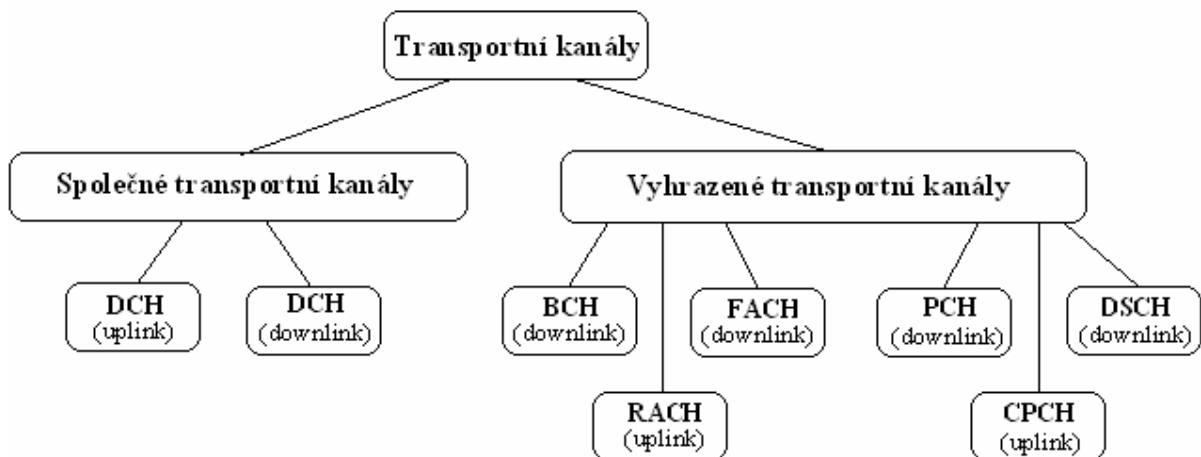 Transportní kanály
Společné transportní kanály
Vyhrazené transportní kanály
DCH
(uplink)
DCH
(downlink)
BCH
(downlink)
FACH
(downlink)
PCH
(downlink)
DSCH
(downlink)
RACH
(uplink)
CPCH
(uplink)